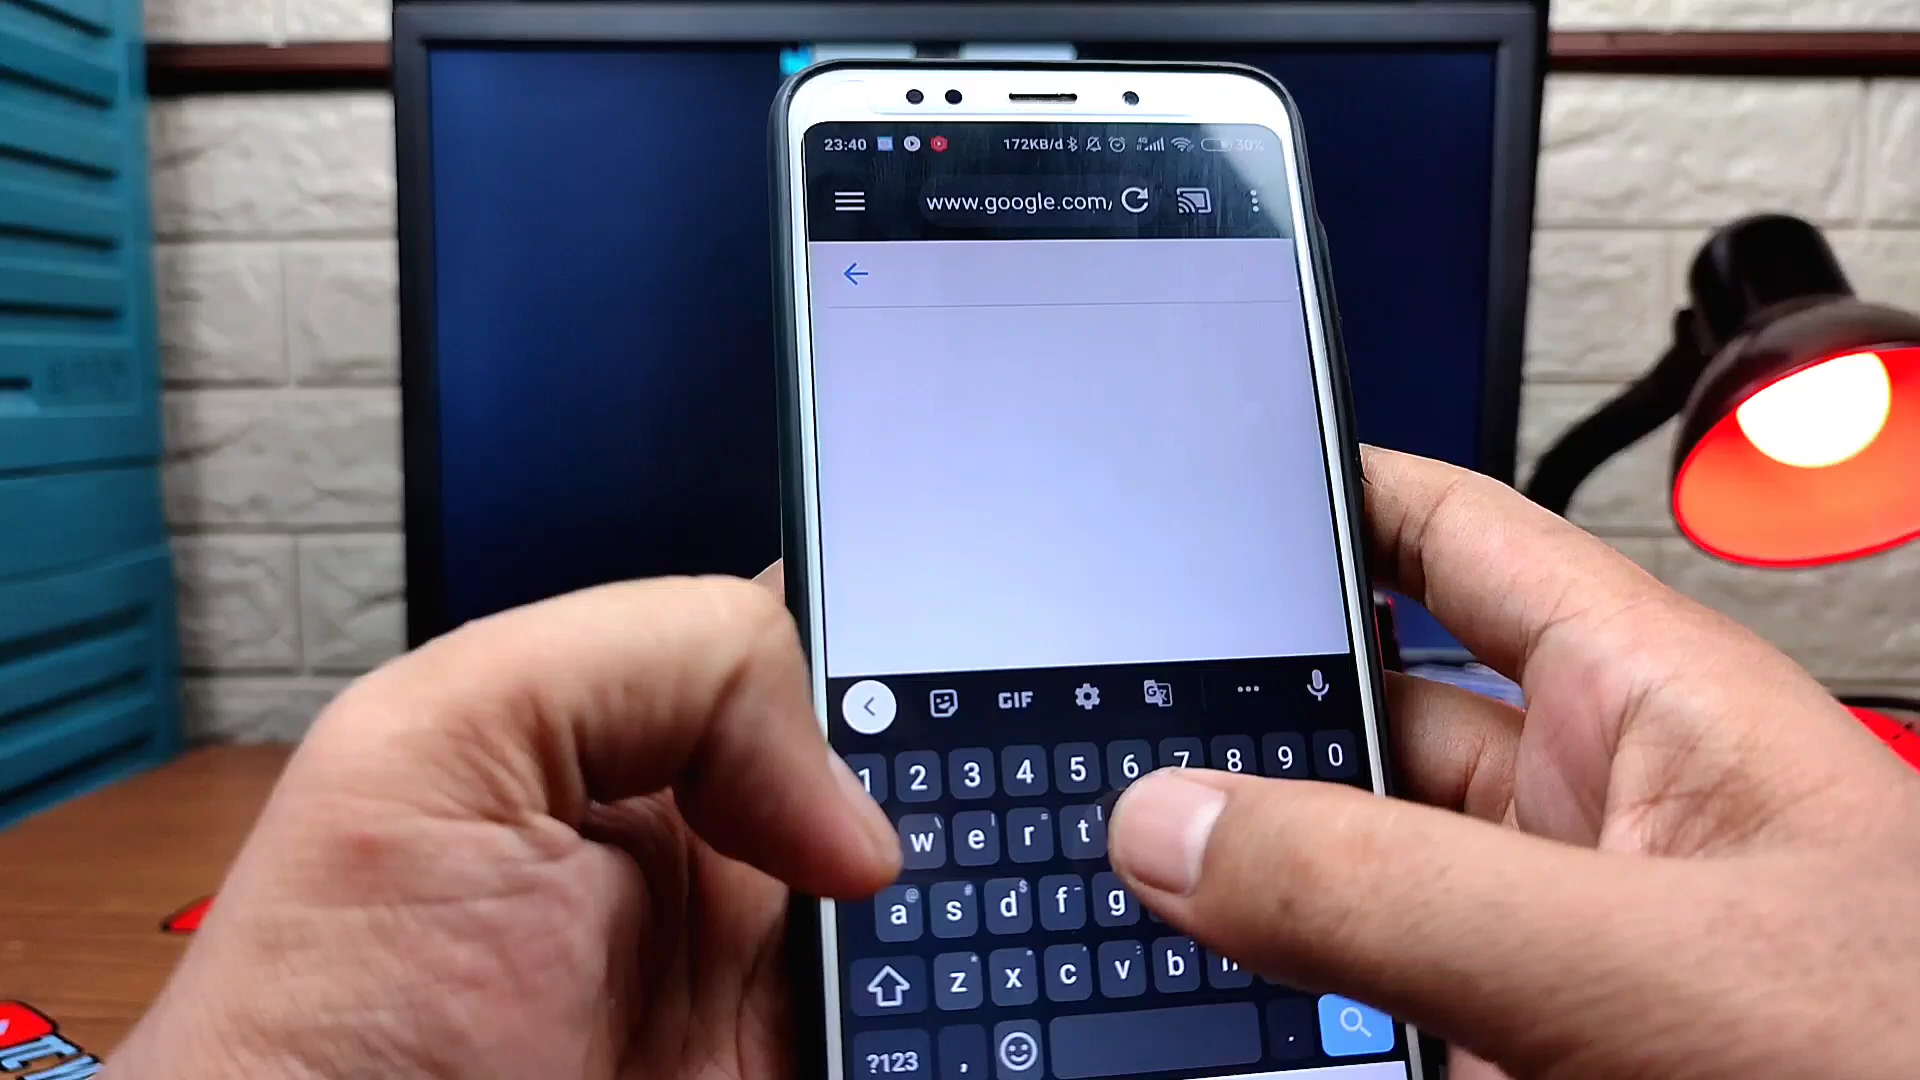 23:40 172KB/d 4G 30%
www.google.com/
GIF G
1 2 3 4 5 6 7 8 9 0
w e r t
a s d f g
z x c v b n
?123 , .